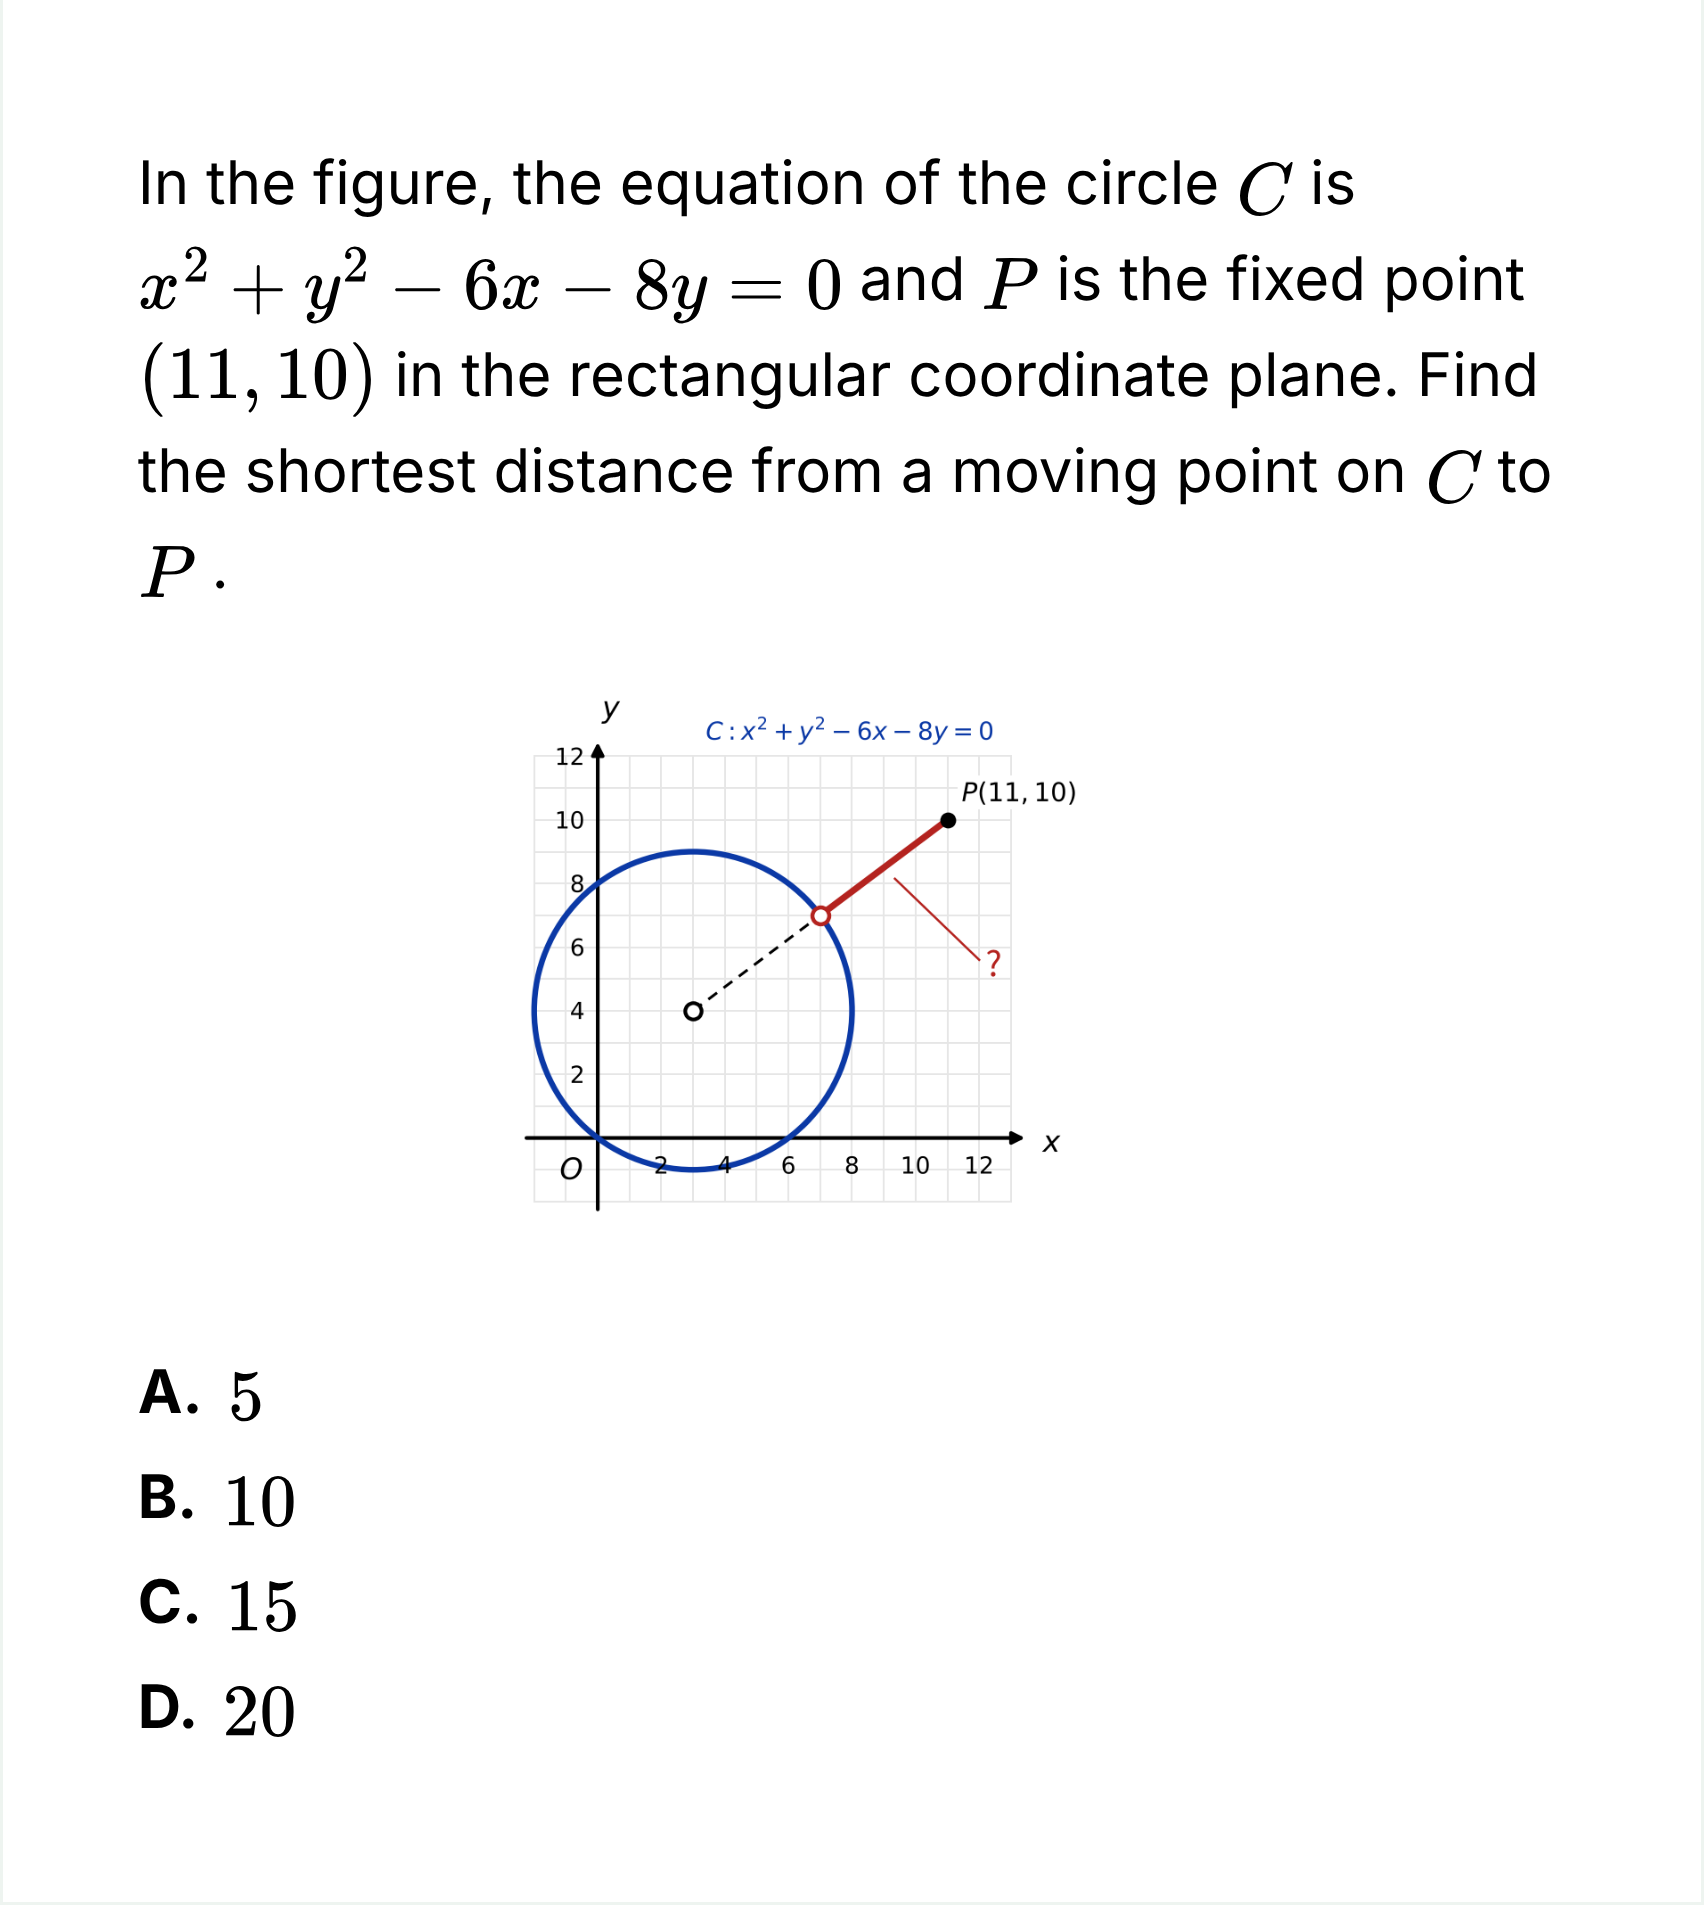 In the figure, the equation of the circle C is
x² + y² − 6x − 8y = 0 and P is the fixed point
(11, 10) in the rectangular coordinate plane. Find
the shortest distance from a moving point on C to
P .
y
C : x² + y² − 6x − 8y = 0
12
P(11, 10)
10
8
6
?
4
2
x
O 2 4 6 8 10 12
A. 5
B. 10
C. 15
D. 20